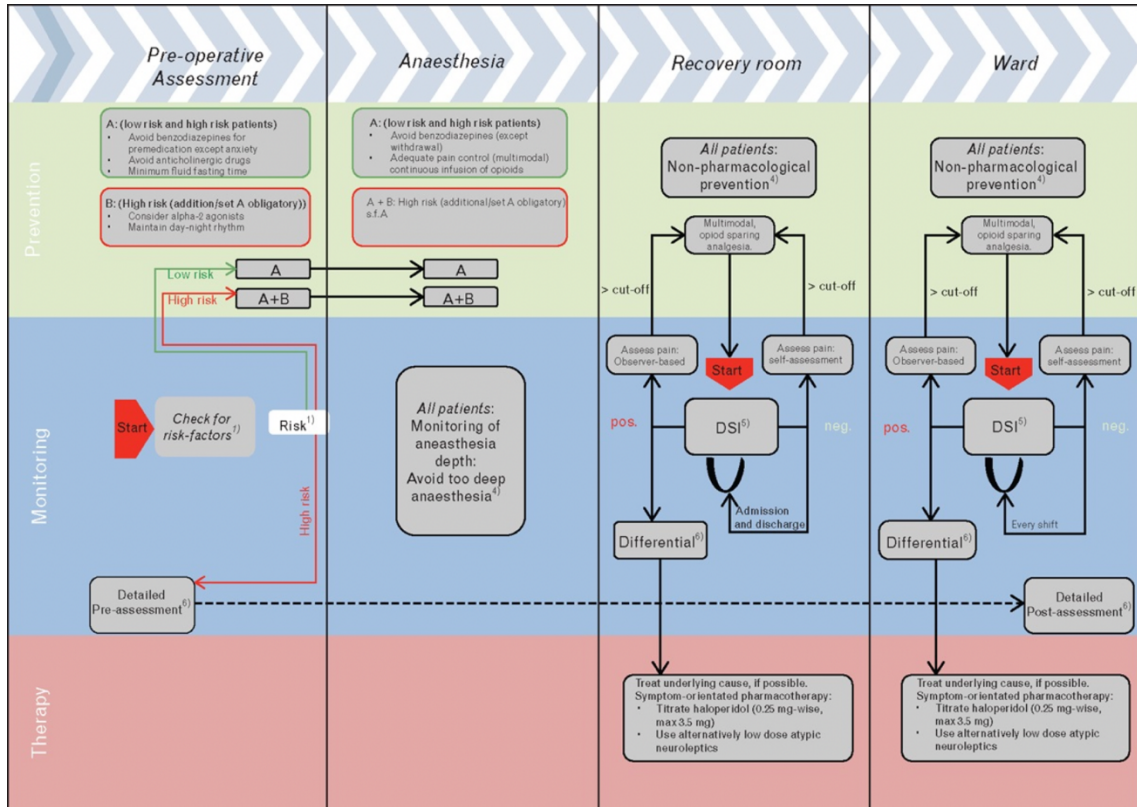 Pre-operative
Assessment
Anaesthesia
Recovery room
Ward
Prevention
A: (low risk and high risk patients)
• Avoid benzodiazepines for
premedication except anxiety
• Avoid anticholinergic drugs
• Minimum fluid fasting time
B: (High risk (addition/set A obligatory))
• Consider alpha-2 agonists
• Maintain day-night rhythm
Low risk
A
High risk
A+B
A: (low risk and high risk patients)
• Avoid benzodiazepines (except
withdrawal)
• Adequate pain control (multimodal)
continuous infusion of opioids
A + B: High risk (additional/set A obligatory)
s.f.A
A
A+B
All patients:
Non-pharmacological
prevention4)
Multimodal,
opiod sparing
analgesia.
> cut-off
> cut-off
All patients:
Non-pharmacological
prevention4)
Multimodal,
opioid sparing
analgesia.
> cut-off
> cut-off
Monitoring
Start
Check for
risk-factors1)
Risk1)
High risk
Detailed
Pre-assessment6)
All patients:
Monitoring of
aneasthesia
depth:
Avoid too deep
anaesthesia4)
Assess pain:
Observer-based
Start
Assess pain:
self-assessment
pos.
DSI5)
neg.
Admission
and discharge
Differential6)
Assess pain:
Observer-based
Start
Assess pain:
self-assessment
pos.
DSI5)
neg.
Every shift
Differential6)
Detailed
Post-assessment6)
Therapy
Treat underlying cause, if possible.
Symptom-orientated pharmacotherapy:
• Titrate haloperidol (0.25 mg-wise,
max 3.5 mg)
• Use alternatively low dose atypic
neuroleptics
Treat underlying cause, if possible.
Symptom-orientated pharmacotherapy:
• Titrate haloperidol (0.25 mg-wise,
max 3.5 mg)
• Use alternatively low dose atypic
neuroleptics